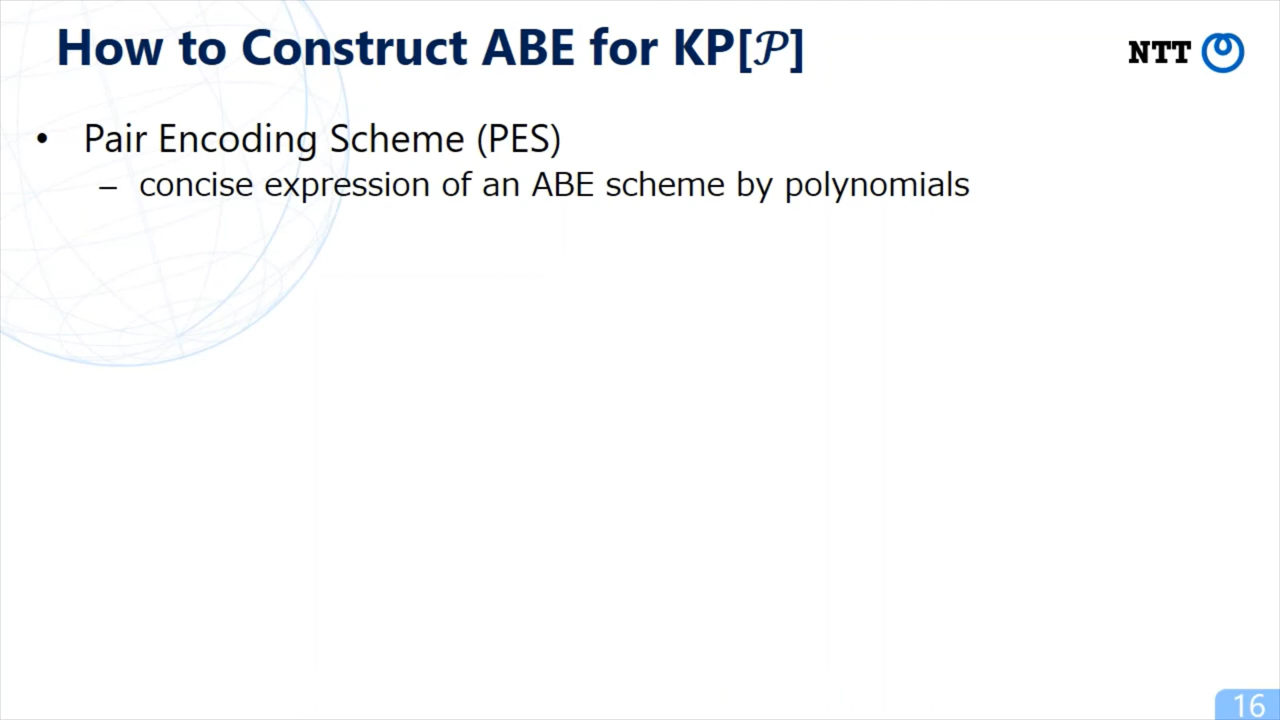 How to Construct ABE for KP[𝒫]
NTT
• Pair Encoding Scheme (PES)
– concise expression of an ABE scheme by polynomials
16